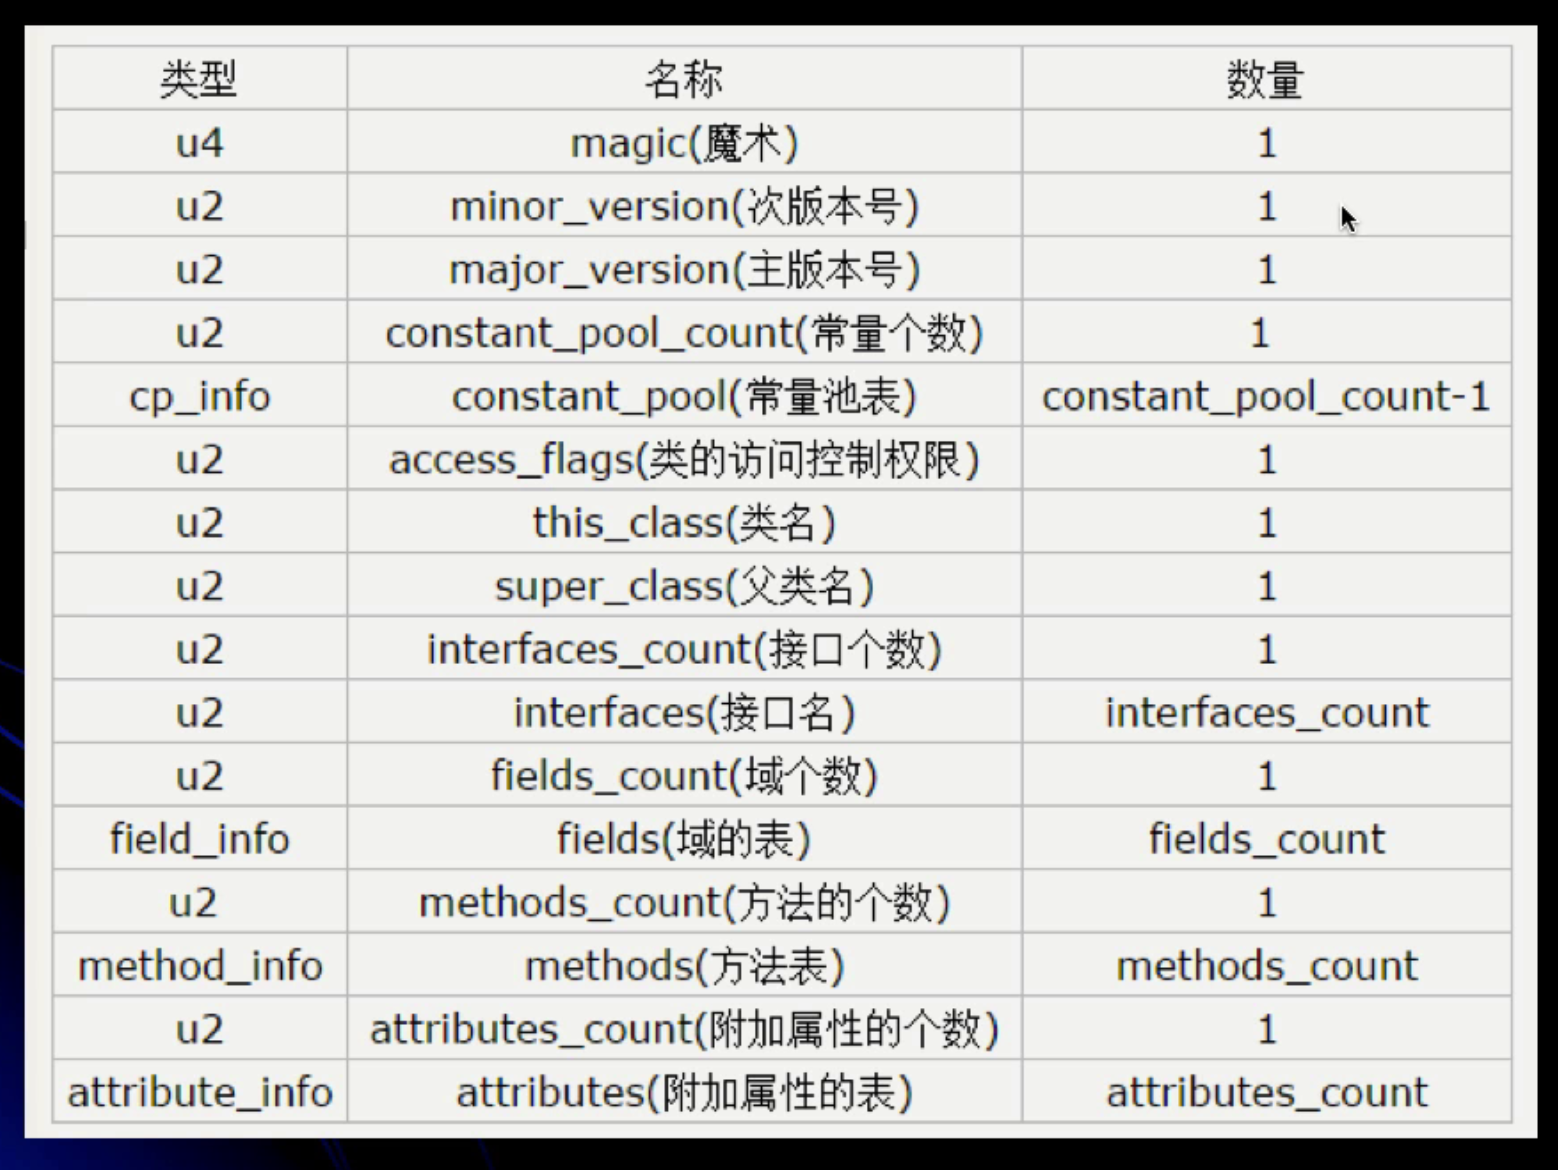 类型 名称 数量
u4 magic(魔术) 1
u2 minor_version(次版本号) 1
u2 major_version(主版本号) 1
u2 constant_pool_count(常量个数) 1
cp_info constant_pool(常量池表) constant_pool_count-1
u2 access_flags(类的访问控制权限) 1
u2 this_class(类名) 1
u2 super_class(父类名) 1
u2 interfaces_count(接口个数) 1
u2 interfaces(接口名) interfaces_count
u2 fields_count(域个数) 1
field_info fields(域的表) fields_count
u2 methods_count(方法的个数) 1
method_info methods(方法表) methods_count
u2 attributes_count(附加属性的个数) 1
attribute_info attributes(附加属性的表) attributes_count